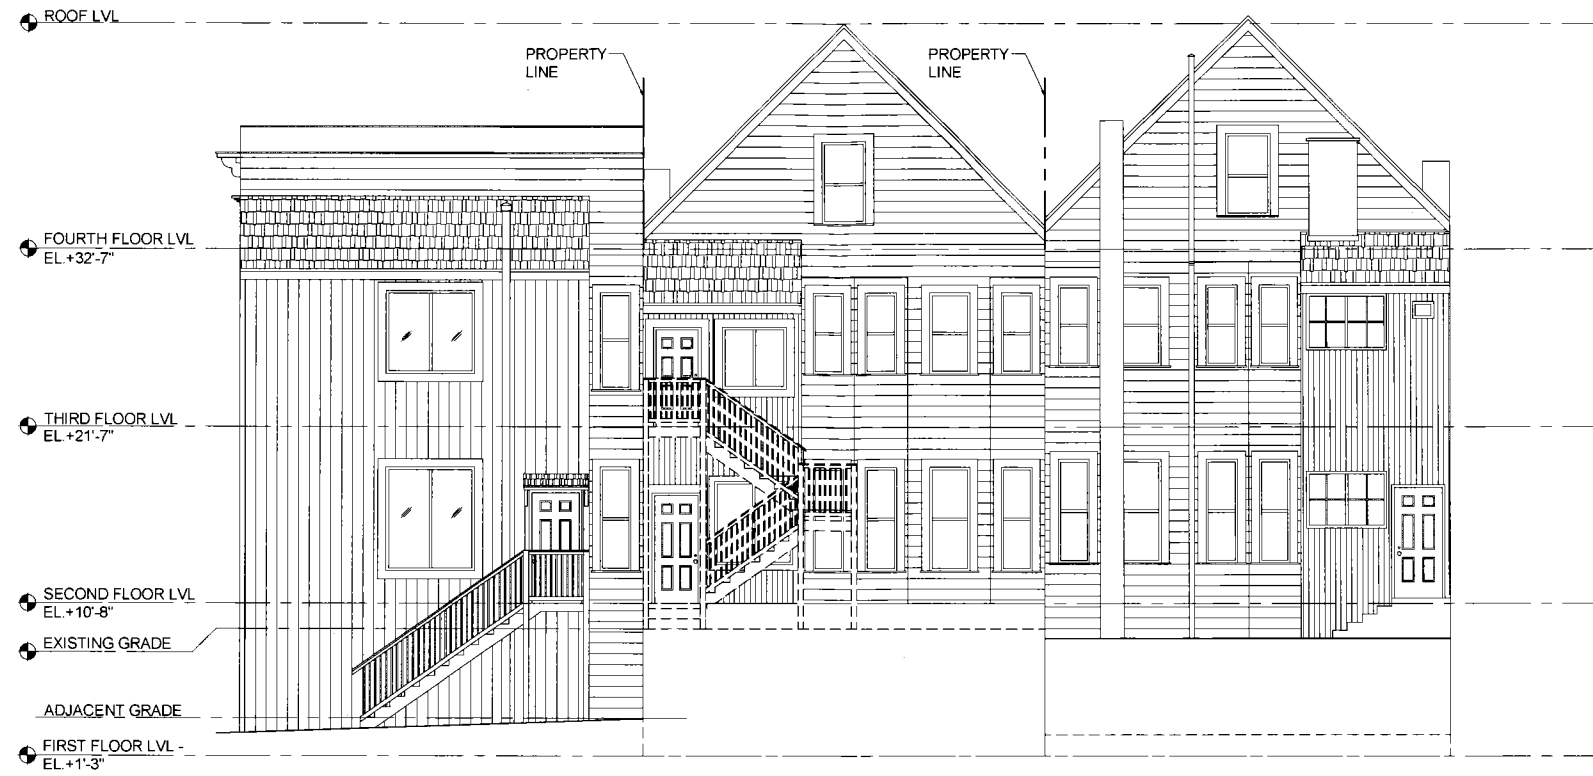 ROOF LVL
PROPERTY
LINE
PROPERTY
LINE
FOURTH FLOOR LVL
EL.+32'-7"
THIRD FLOOR LVL
EL.+21'-7"
SECOND FLOOR LVL
EL.+10'-8"
EXISTING GRADE
ADJACENT GRADE
FIRST FLOOR LVL -
EL.+1'-3"